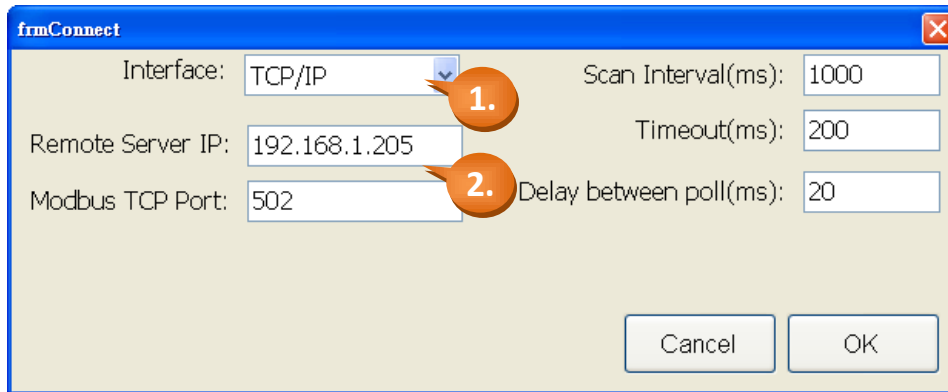 frmConnect
Interface: TCP/IP
1.
Remote Server IP: 192.168.1.205
2.
Modbus TCP Port: 502
Scan Interval(ms): 1000
Timeout(ms): 200
Delay between poll(ms): 20
Cancel OK